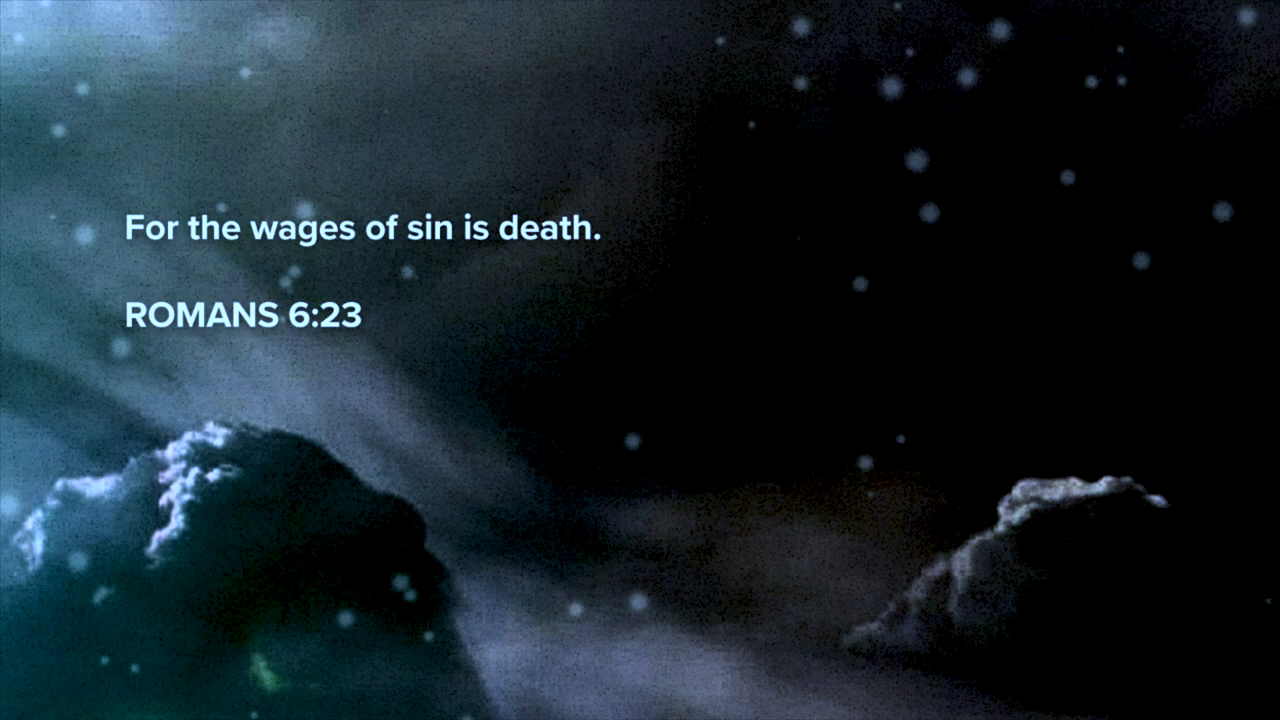 For the wages of sin is death.
ROMANS 6:23